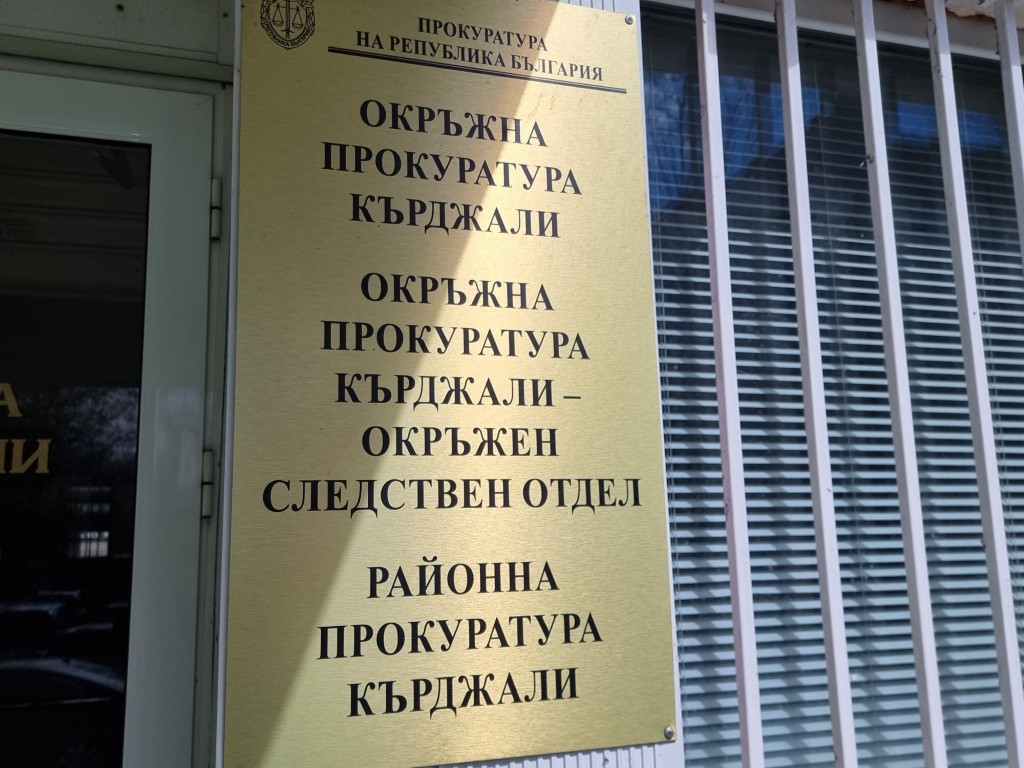 ПРОКУРАТУРА
НА РЕПУБЛИКА БЪЛГАРИЯ
ОКРЪЖНА
ПРОКУРАТУРА
КЪРДЖАЛИ
ОКРЪЖНА
ПРОКУРАТУРА
КЪРДЖАЛИ –
ОКРЪЖЕН
СЛЕДСТВЕН ОТДЕЛ
РАЙОННА
ПРОКУРАТУРА
КЪРДЖАЛИ